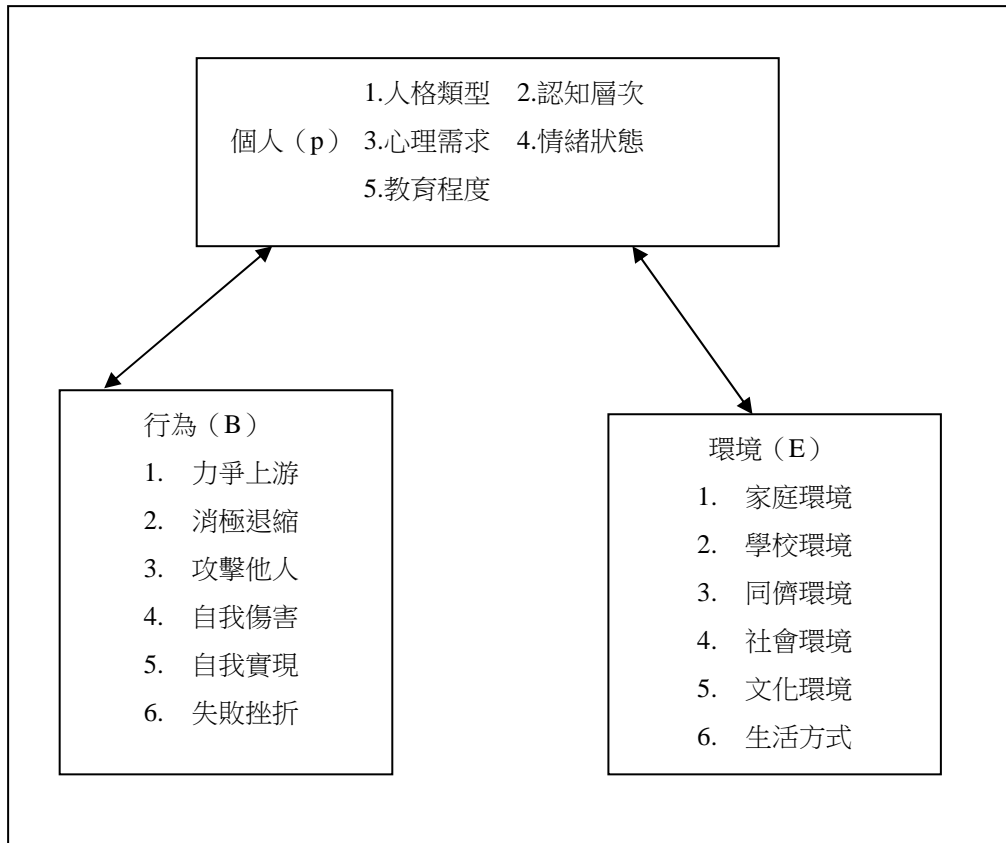 1.人格類型 2.認知層次
個人（p） 3.心理需求 4.情緒狀態
5.教育程度
行為（B）
1. 力爭上游
2. 消極退縮
3. 攻擊他人
4. 自我傷害
5. 自我實現
6. 失敗挫折
環境（E）
1. 家庭環境
2. 學校環境
3. 同儕環境
4. 社會環境
5. 文化環境
6. 生活方式